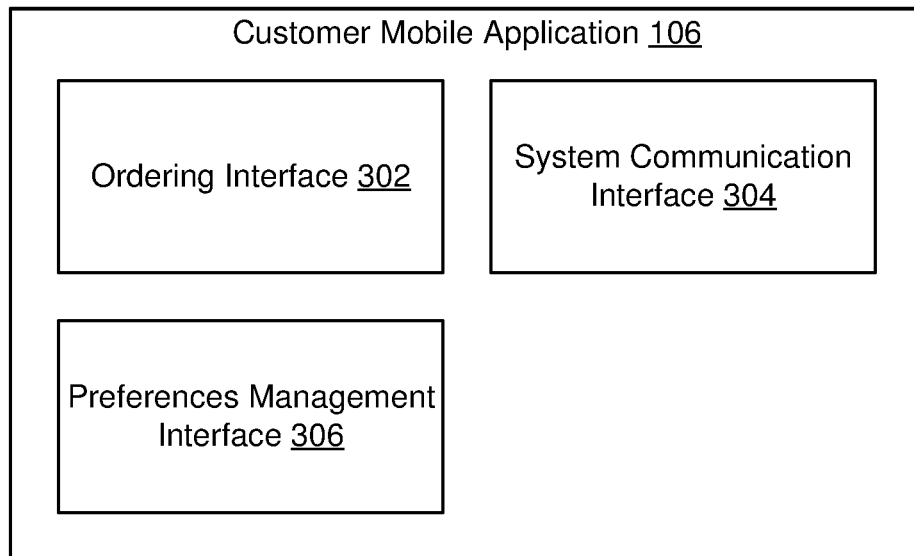 Customer Mobile Application 106
Ordering Interface 302
System Communication
Interface 304
Preferences Management
Interface 306